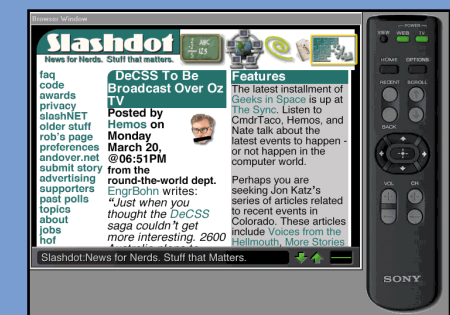 Browser Window
Slashdot
News for Nerds. Stuff that matters.
faq
code
awards
privacy
slashNET
older stuff
rob's page
preferences
andover.net
submit story
advertising
supporters
past polls
topics
about
jobs
hof
DeCSS To Be
Broadcast Over Oz
TV
Posted by
Hemos on
Monday
March 20,
@06:51PM
from the
round-the-world dept.
EngrBohn writes:
"Just when you
thought the DeCSS
saga couldn't get
more interesting. 2600
Features
The latest installment of
Geeks in Space is up at
The Sync. Listen to
CmdrTaco, Hemos, and
Nate talk about the
latest events to happen -
or not happen in the
computer world.
Perhaps you are
seeking Jon Katz's
series of articles related
to recent events in
Colorado. These articles
include Voices from the
Hellmouth, More Stories
Slashdot:News for Nerds. Stuff that Matters.
POWER
VIEW WEB TV
HOME OPTIONS
RECENT SCROLL
BACK
VOL CH
SONY